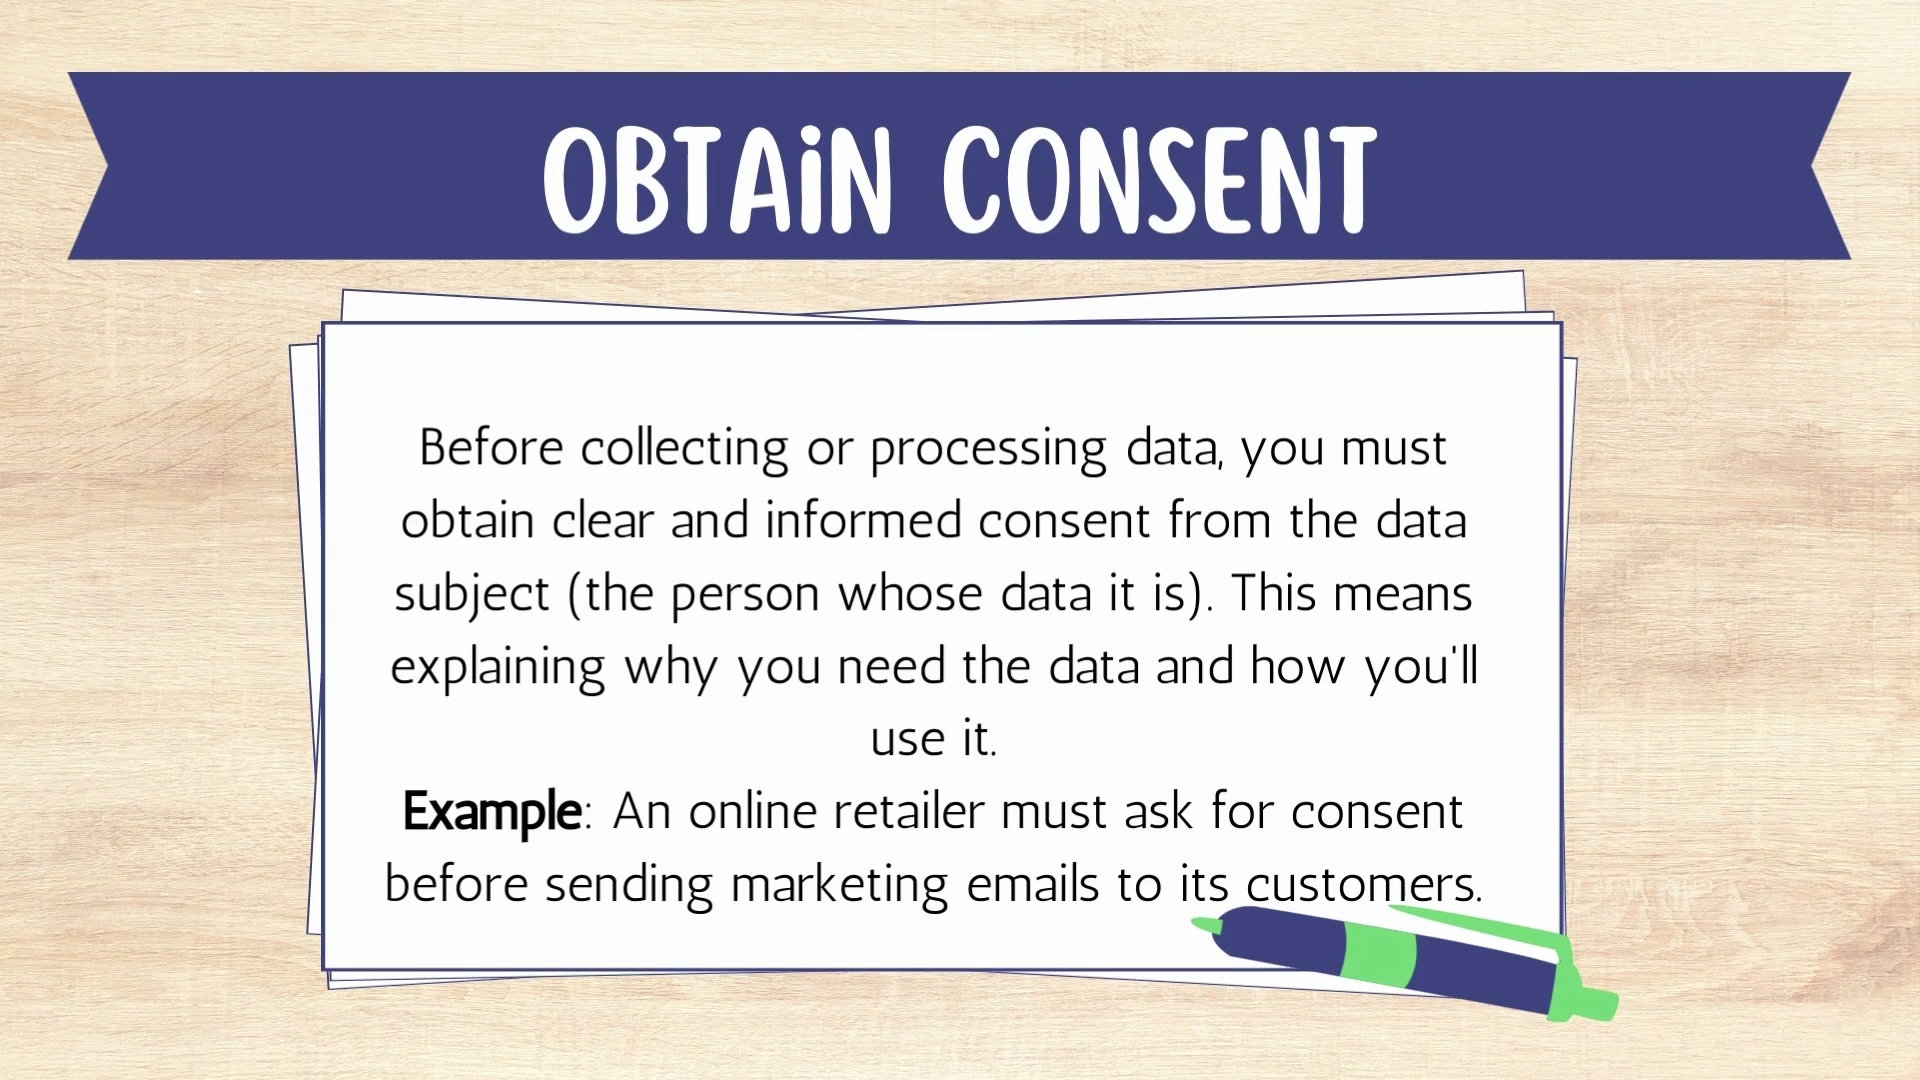 OBTAiN CONSENT
Before collecting or processing data, you must
obtain clear and informed consent from the data
subject (the person whose data it is). This means
explaining why you need the data and how you'll
use it.
Example: An online retailer must ask for consent
before sending marketing emails to its customers.